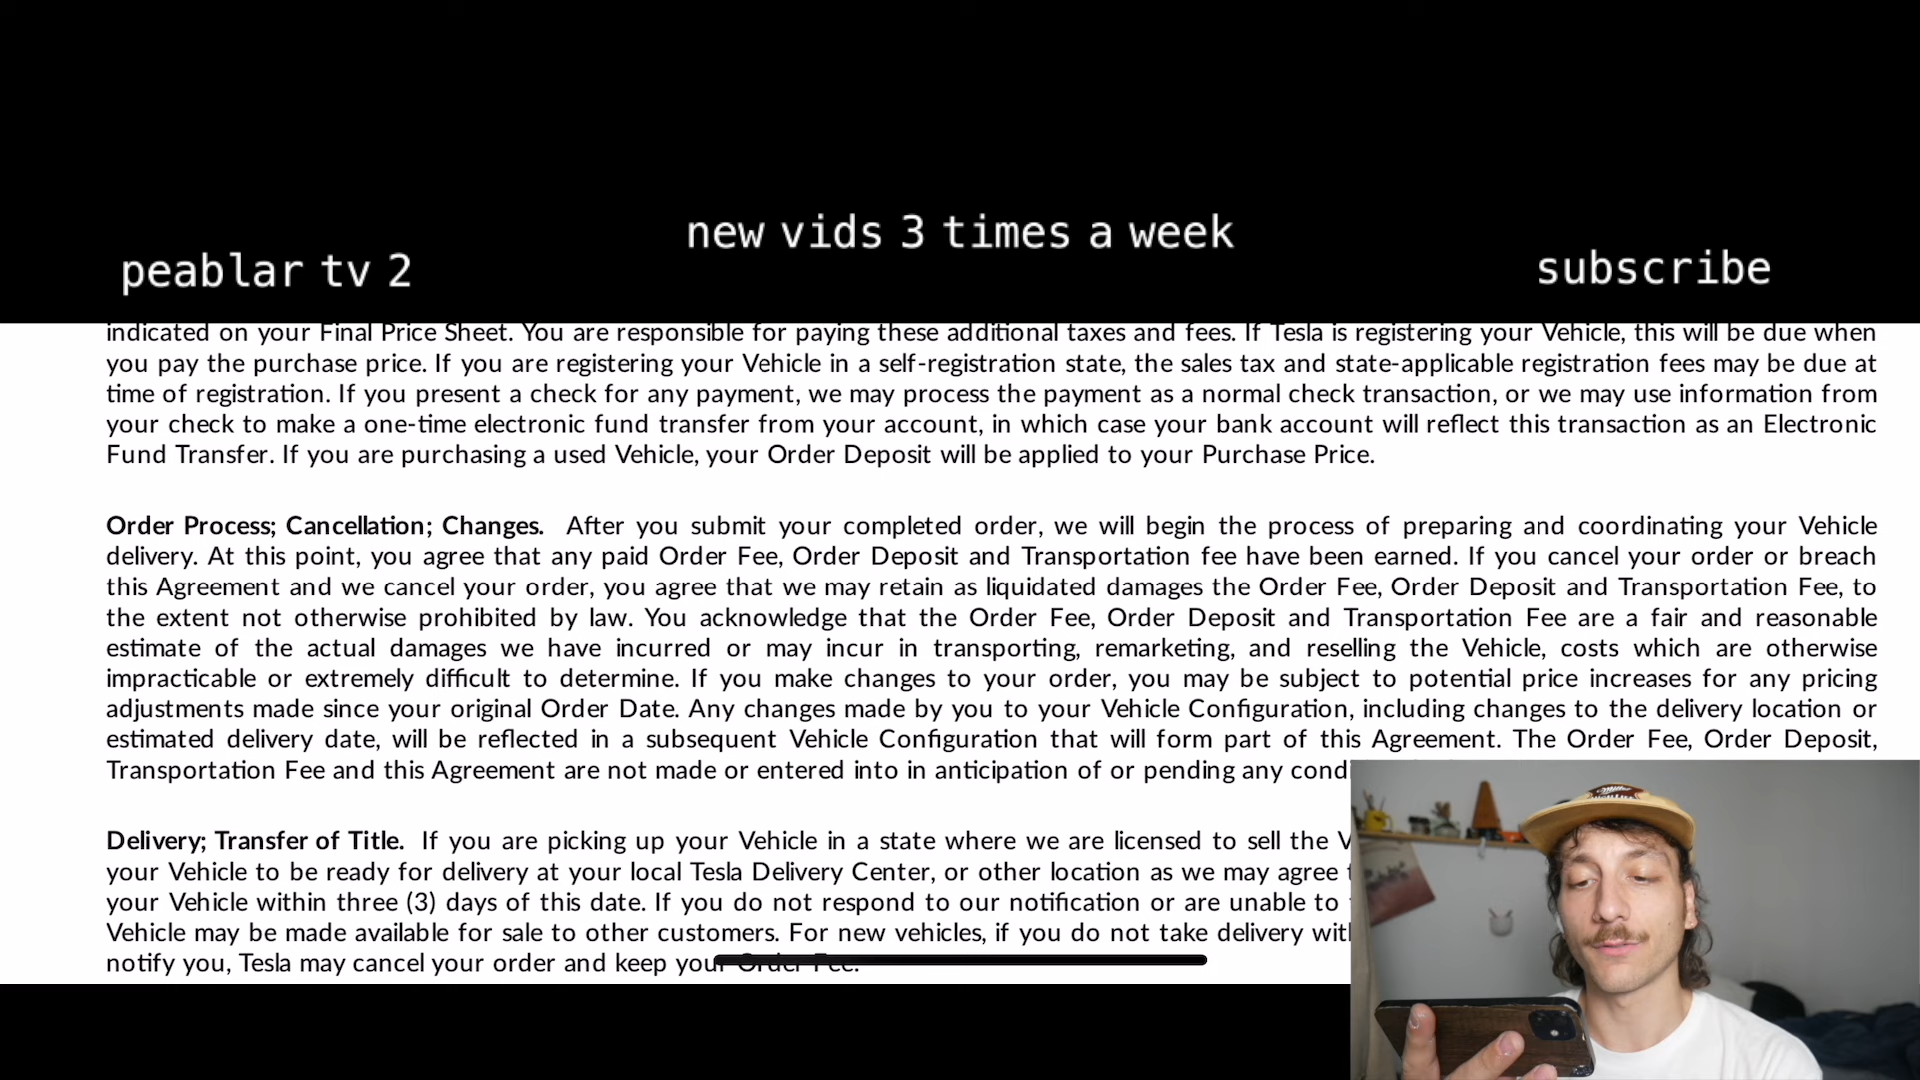 new vids 3 times a week
peablar tv 2
subscribe
indicated on your Final Price Sheet. You are responsible for paying these additional taxes and fees. If Tesla is registering your Vehicle, this will be due when
you pay the purchase price. If you are registering your Vehicle in a self-registration state, the sales tax and state-applicable registration fees may be due at
time of registration. If you present a check for any payment, we may process the payment as a normal check transaction, or we may use information from
your check to make a one-time electronic fund transfer from your account, in which case your bank account will reflect this transaction as an Electronic
Fund Transfer. If you are purchasing a used Vehicle, your Order Deposit will be applied to your Purchase Price.
Order Process; Cancellation; Changes. After you submit your completed order, we will begin the process of preparing and coordinating your Vehicle
delivery. At this point, you agree that any paid Order Fee, Order Deposit and Transportation fee have been earned. If you cancel your order or breach
this Agreement and we cancel your order, you agree that we may retain as liquidated damages the Order Fee, Order Deposit and Transportation Fee, to
the extent not otherwise prohibited by law. You acknowledge that the Order Fee, Order Deposit and Transportation Fee are a fair and reasonable
estimate of the actual damages we have incurred or may incur in transporting, remarketing, and reselling the Vehicle, costs which are otherwise
impracticable or extremely difficult to determine. If you make changes to your order, you may be subject to potential price increases for any pricing
adjustments made since your original Order Date. Any changes made by you to your Vehicle Configuration, including changes to the delivery location or
estimated delivery date, will be reflected in a subsequent Vehicle Configuration that will form part of this Agreement. The Order Fee, Order Deposit,
Transportation Fee and this Agreement are not made or entered into in anticipation of or pending any
Delivery; Transfer of Title. If you are picking up your Vehicle in a state where we are licensed to sell the
your Vehicle to be ready for delivery at your local Tesla Delivery Center, or other location as we may agree
your Vehicle within three (3) days of this date. If you do not respond to our notification or are unable to
Vehicle may be made available for sale to other customers. For new vehicles, if you do not take delivery
notify you, Tesla may cancel your order and keep your Order Fee.